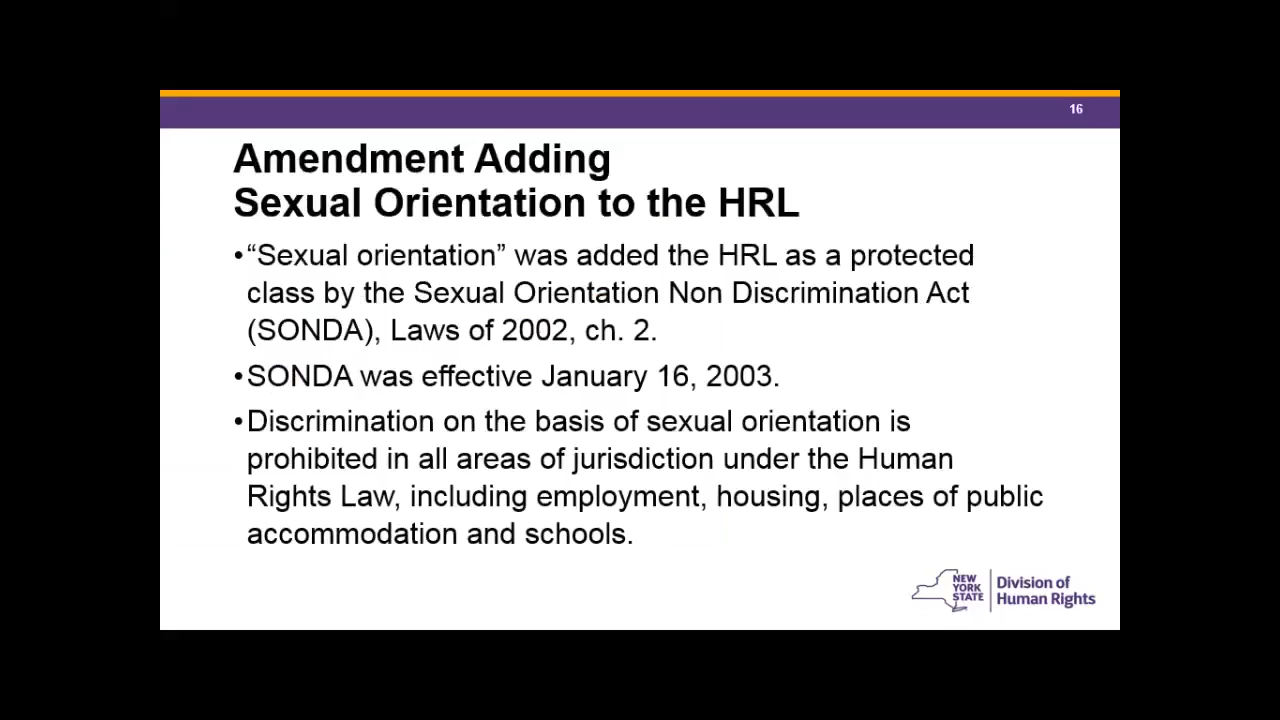 16
Amendment Adding
Sexual Orientation to the HRL
•“Sexual orientation” was added the HRL as a protected
class by the Sexual Orientation Non Discrimination Act
(SONDA), Laws of 2002, ch. 2.
•SONDA was effective January 16, 2003.
•Discrimination on the basis of sexual orientation is
prohibited in all areas of jurisdiction under the Human
Rights Law, including employment, housing, places of public
accommodation and schools.
NEW
YORK
STATE
Division of
Human Rights